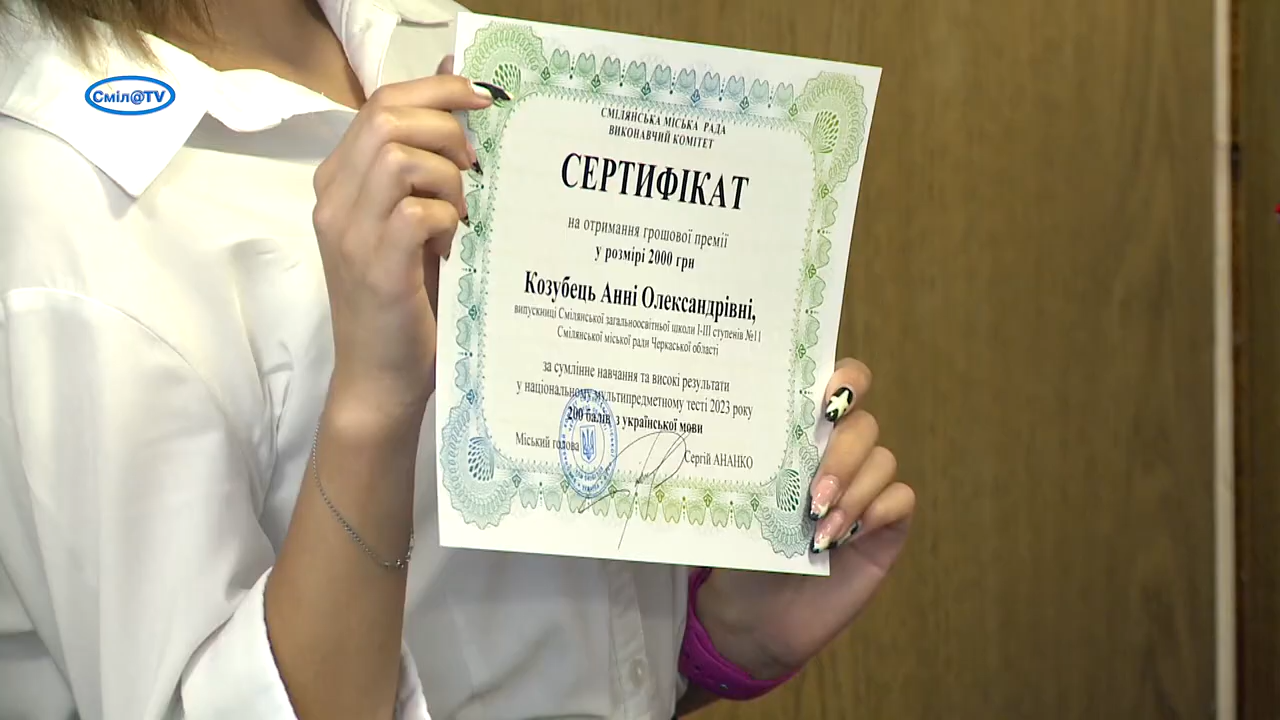 Сміл@TV
СМІЛЯНСЬКА МІСЬКА РАДА
ВИКОНАВЧИЙ КОМІТЕТ
СЕРТИФІКАТ
на отримання грошової премії
у розмірі 2000 грн
Козубець Анні Олександрівні,
випускниці Смілянської загальноосвітньої школи І-ІІІ ступенів №11
Смілянської міської ради Черкаської області
за сумлінне навчання та високі результати
у національному мультипредметному тесті 2023 року
200 балів з української мови
Міський голова Сергій АНАНКО